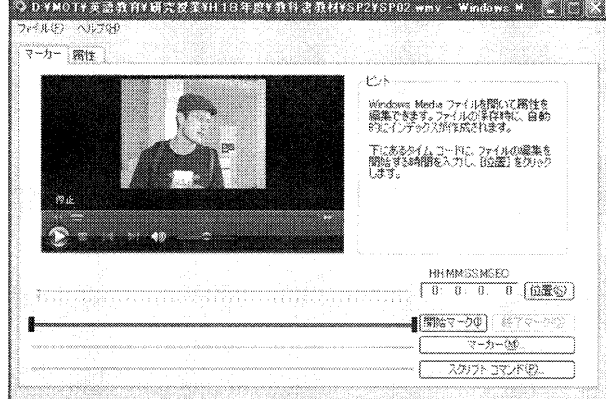 D:¥MOT¥英語教育¥研究授業¥H18年度¥教科書教材¥SP2¥SP02.wmv - Windows M
ファイル(F) ヘルプ(H)
マーカー 属性
ヒント
Windows Media ファイルを開いて属性を
編集できます。ファイルの保存時に、自動
的にインデックスが作成されます。
下にあるタイム コードに、ファイルの編集を
開始する時間を入力し、[位置] をクリック
します。
停止
HH:MM:SS.MSEC
0: 0: 0. 0 位置(S)
開始マーク(I) 終了マーク(O)
マーカー(M)...
スクリプト コマンド(P)...